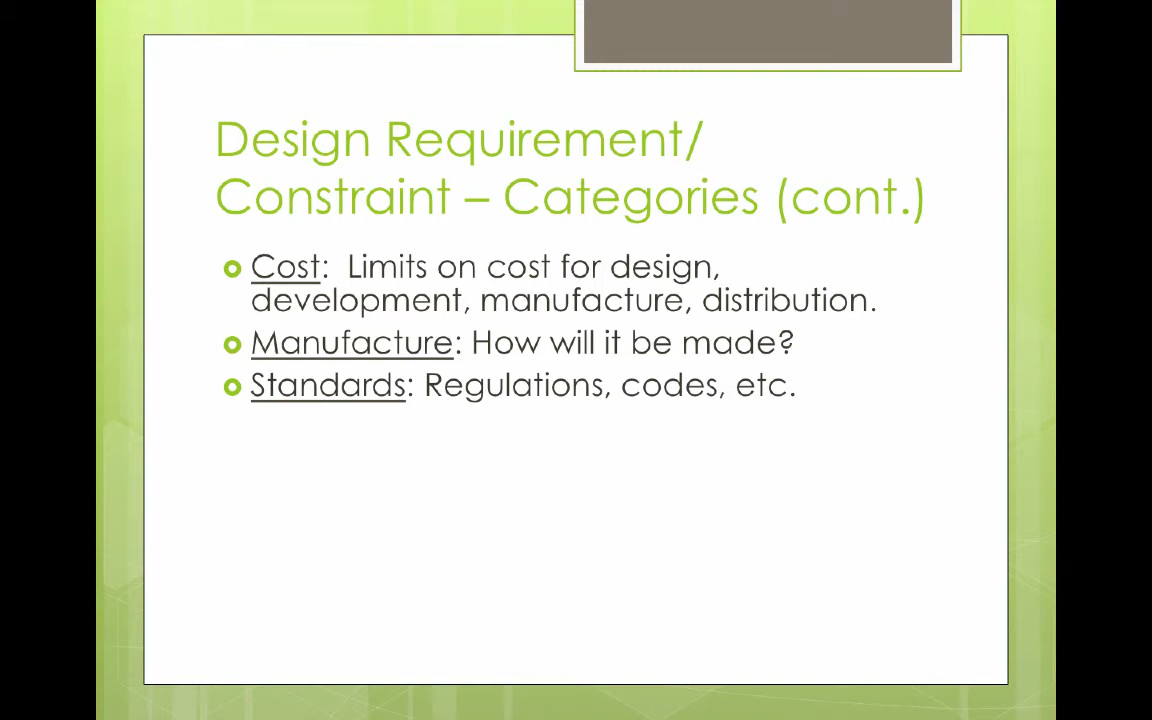 Design Requirement/
Constraint – Categories (cont.)
Cost:  Limits on cost for design,
development, manufacture, distribution.
Manufacture: How will it be made?
Standards: Regulations, codes, etc.